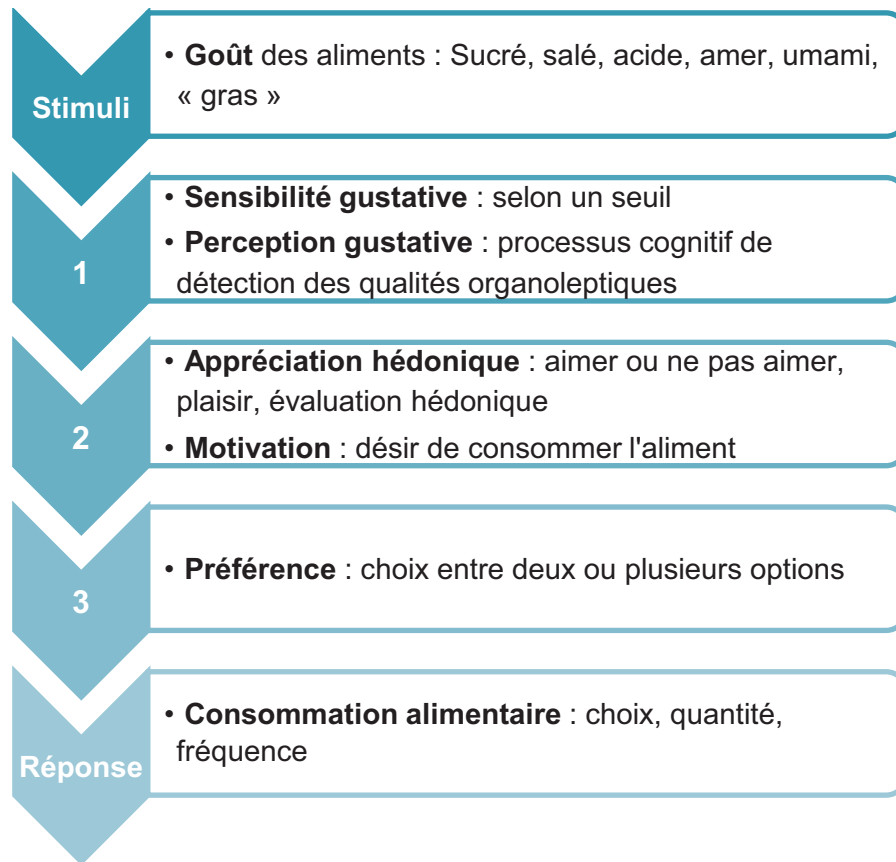 Stimuli
• Goût des aliments : Sucré, salé, acide, amer, umami,
« gras »
1
• Sensibilité gustative : selon un seuil
• Perception gustative : processus cognitif de
détection des qualités organoleptiques
2
• Appréciation hédonique : aimer ou ne pas aimer,
plaisir, évaluation hédonique
• Motivation : désir de consommer l'aliment
3
• Préférence : choix entre deux ou plusieurs options
Réponse
• Consommation alimentaire : choix, quantité,
fréquence